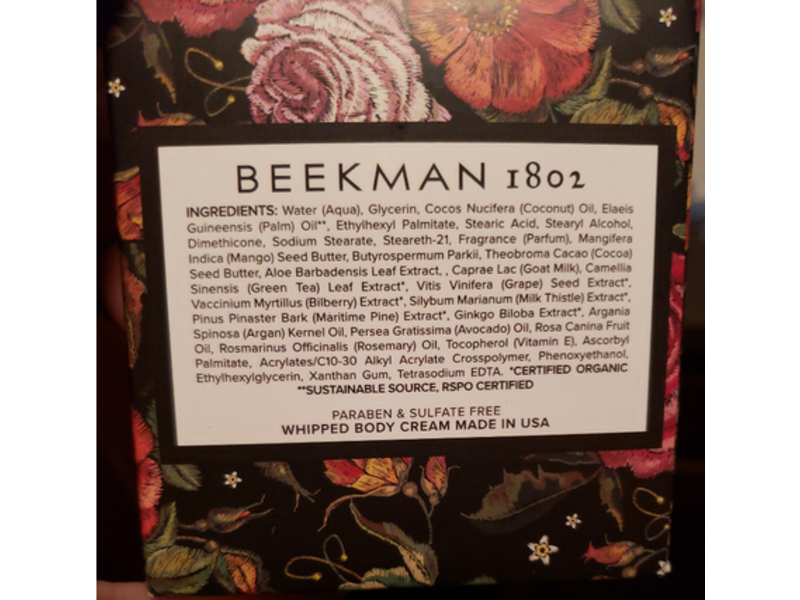 BEEKMAN 1802
INGREDIENTS: Water (Aqua), Glycerin, Cocos Nucifera (Coconut) Oil, Elaeis
Guineensis (Palm) Oil**, Ethylhexyl Palmitate, Stearic Acid, Stearyl Alcohol,
Dimethicone, Sodium Stearate, Steareth-21, Fragrance (Parfum), Mangifera
Indica (Mango) Seed Butter, Butyrospermum Parkii, Theobroma Cacao (Cocoa)
Seed Butter, Aloe Barbadensis Leaf Extract, , Caprae Lac (Goat Milk), Camellia
Sinensis (Green Tea) Leaf Extract*, Vitis Vinifera (Grape) Seed Extract*,
Vaccinium Myrtillus (Bilberry) Extract*, Silybum Marianum (Milk Thistle) Extract*,
Pinus Pinaster Bark (Maritime Pine) Extract*, Ginkgo Biloba Extract*, Argania
Spinosa (Argan) Kernel Oil, Persea Gratissima (Avocado) Oil, Rosa Canina Fruit
Oil, Rosmarinus Officinalis (Rosemary) Oil, Tocopherol (Vitamin E), Ascorbyl
Palmitate, Acrylates/C10-30 Alkyl Acrylate Crosspolymer, Phenoxyethanol,
Ethylhexylglycerin, Xanthan Gum, Tetrasodium EDTA. *CERTIFIED ORGANIC
**SUSTAINABLE SOURCE, RSPO CERTIFIED
PARABEN & SULFATE FREE
WHIPPED BODY CREAM MADE IN USA